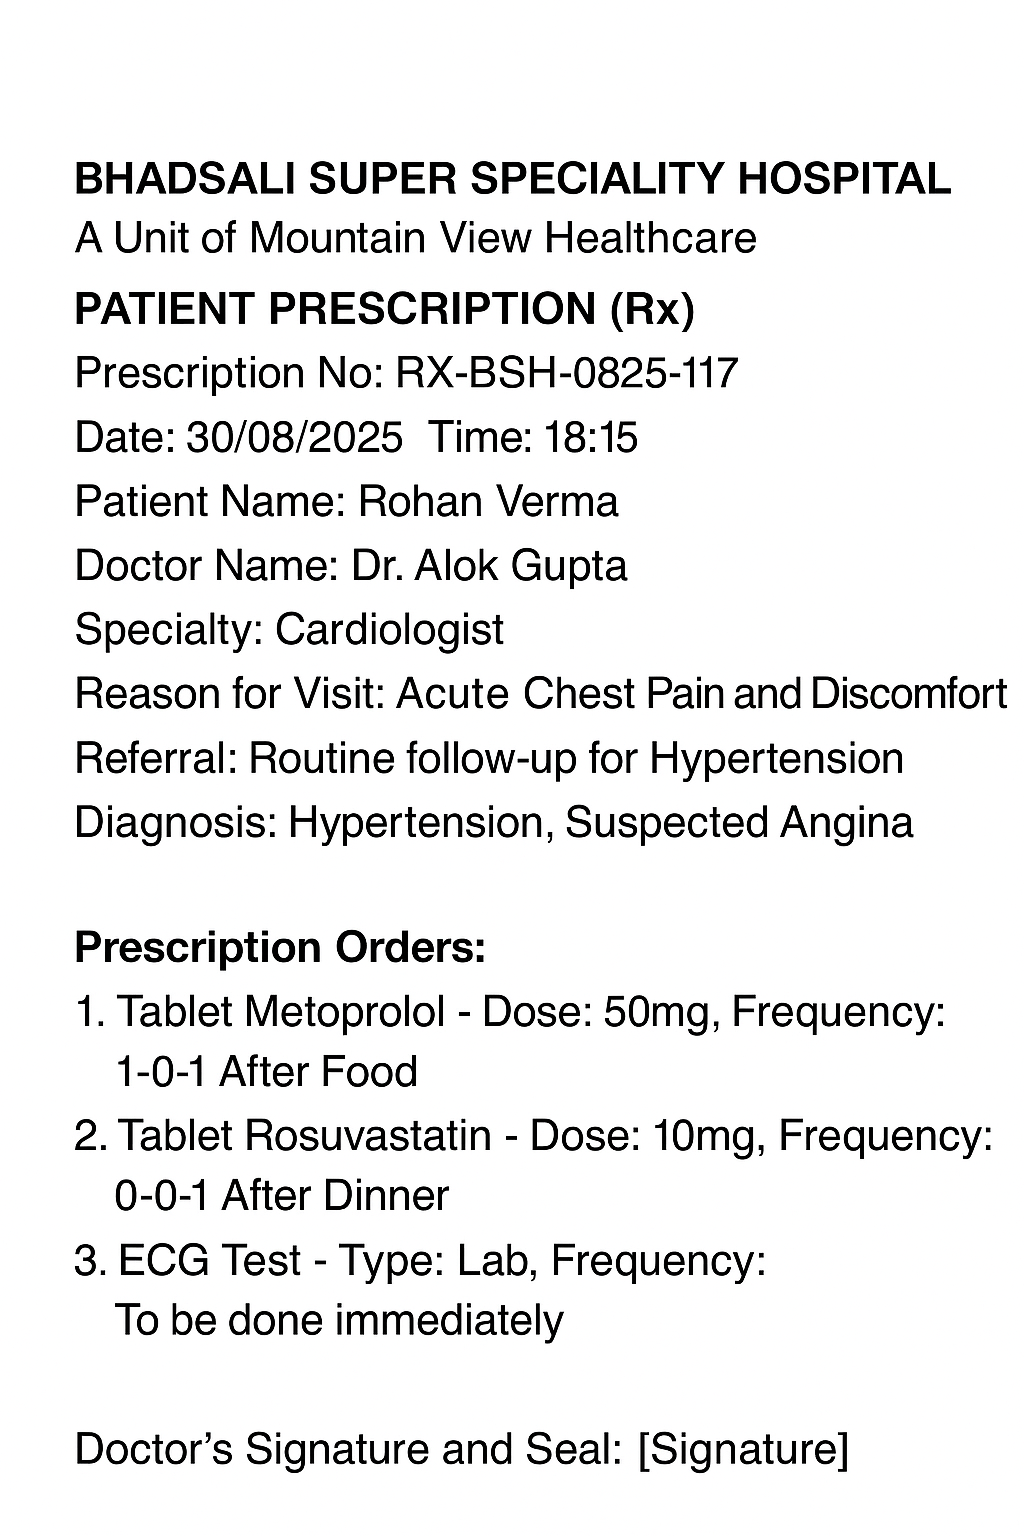 BHADSALI SUPER SPECIALITY HOSPITAL
A Unit of Mountain View Healthcare
PATIENT PRESCRIPTION (Rx)
Prescription No: RX-BSH-0825-117
Date: 30/08/2025 Time: 18:15
Patient Name: Rohan Verma
Doctor Name: Dr. Alok Gupta
Specialty: Cardiologist
Reason for Visit: Acute Chest Pain and Discomfort
Referral: Routine follow-up for Hypertension
Diagnosis: Hypertension, Suspected Angina
Prescription Orders:
1. Tablet Metoprolol - Dose: 50mg, Frequency:
1-0-1 After Food
2. Tablet Rosuvastatin - Dose: 10mg, Frequency:
0-0-1 After Dinner
3. ECG Test - Type: Lab, Frequency:
To be done immediately
Doctor’s Signature and Seal: [Signature]